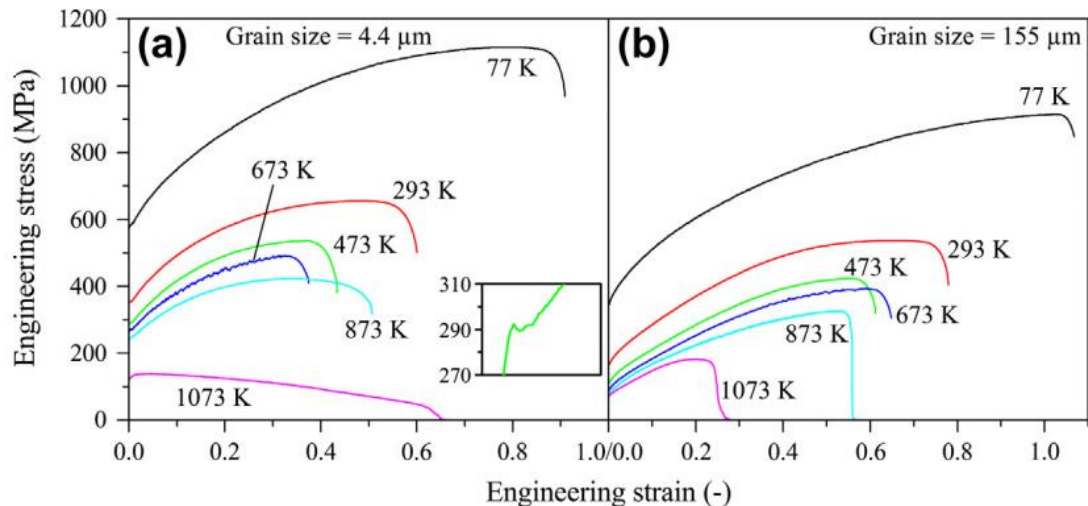 (a)
Grain size = 4.4 μm
77 K
673 K
293 K
473 K
873 K
1073 K
310
290
270
(b)
Grain size = 155 μm
77 K
293 K
473 K
673 K
873 K
1073 K
1200
1000
800
600
400
200
0
Engineering stress (MPa)
0.0 0.2 0.4 0.6 0.8 1.0/0.0 0.2 0.4 0.6 0.8 1.0
Engineering strain (-)